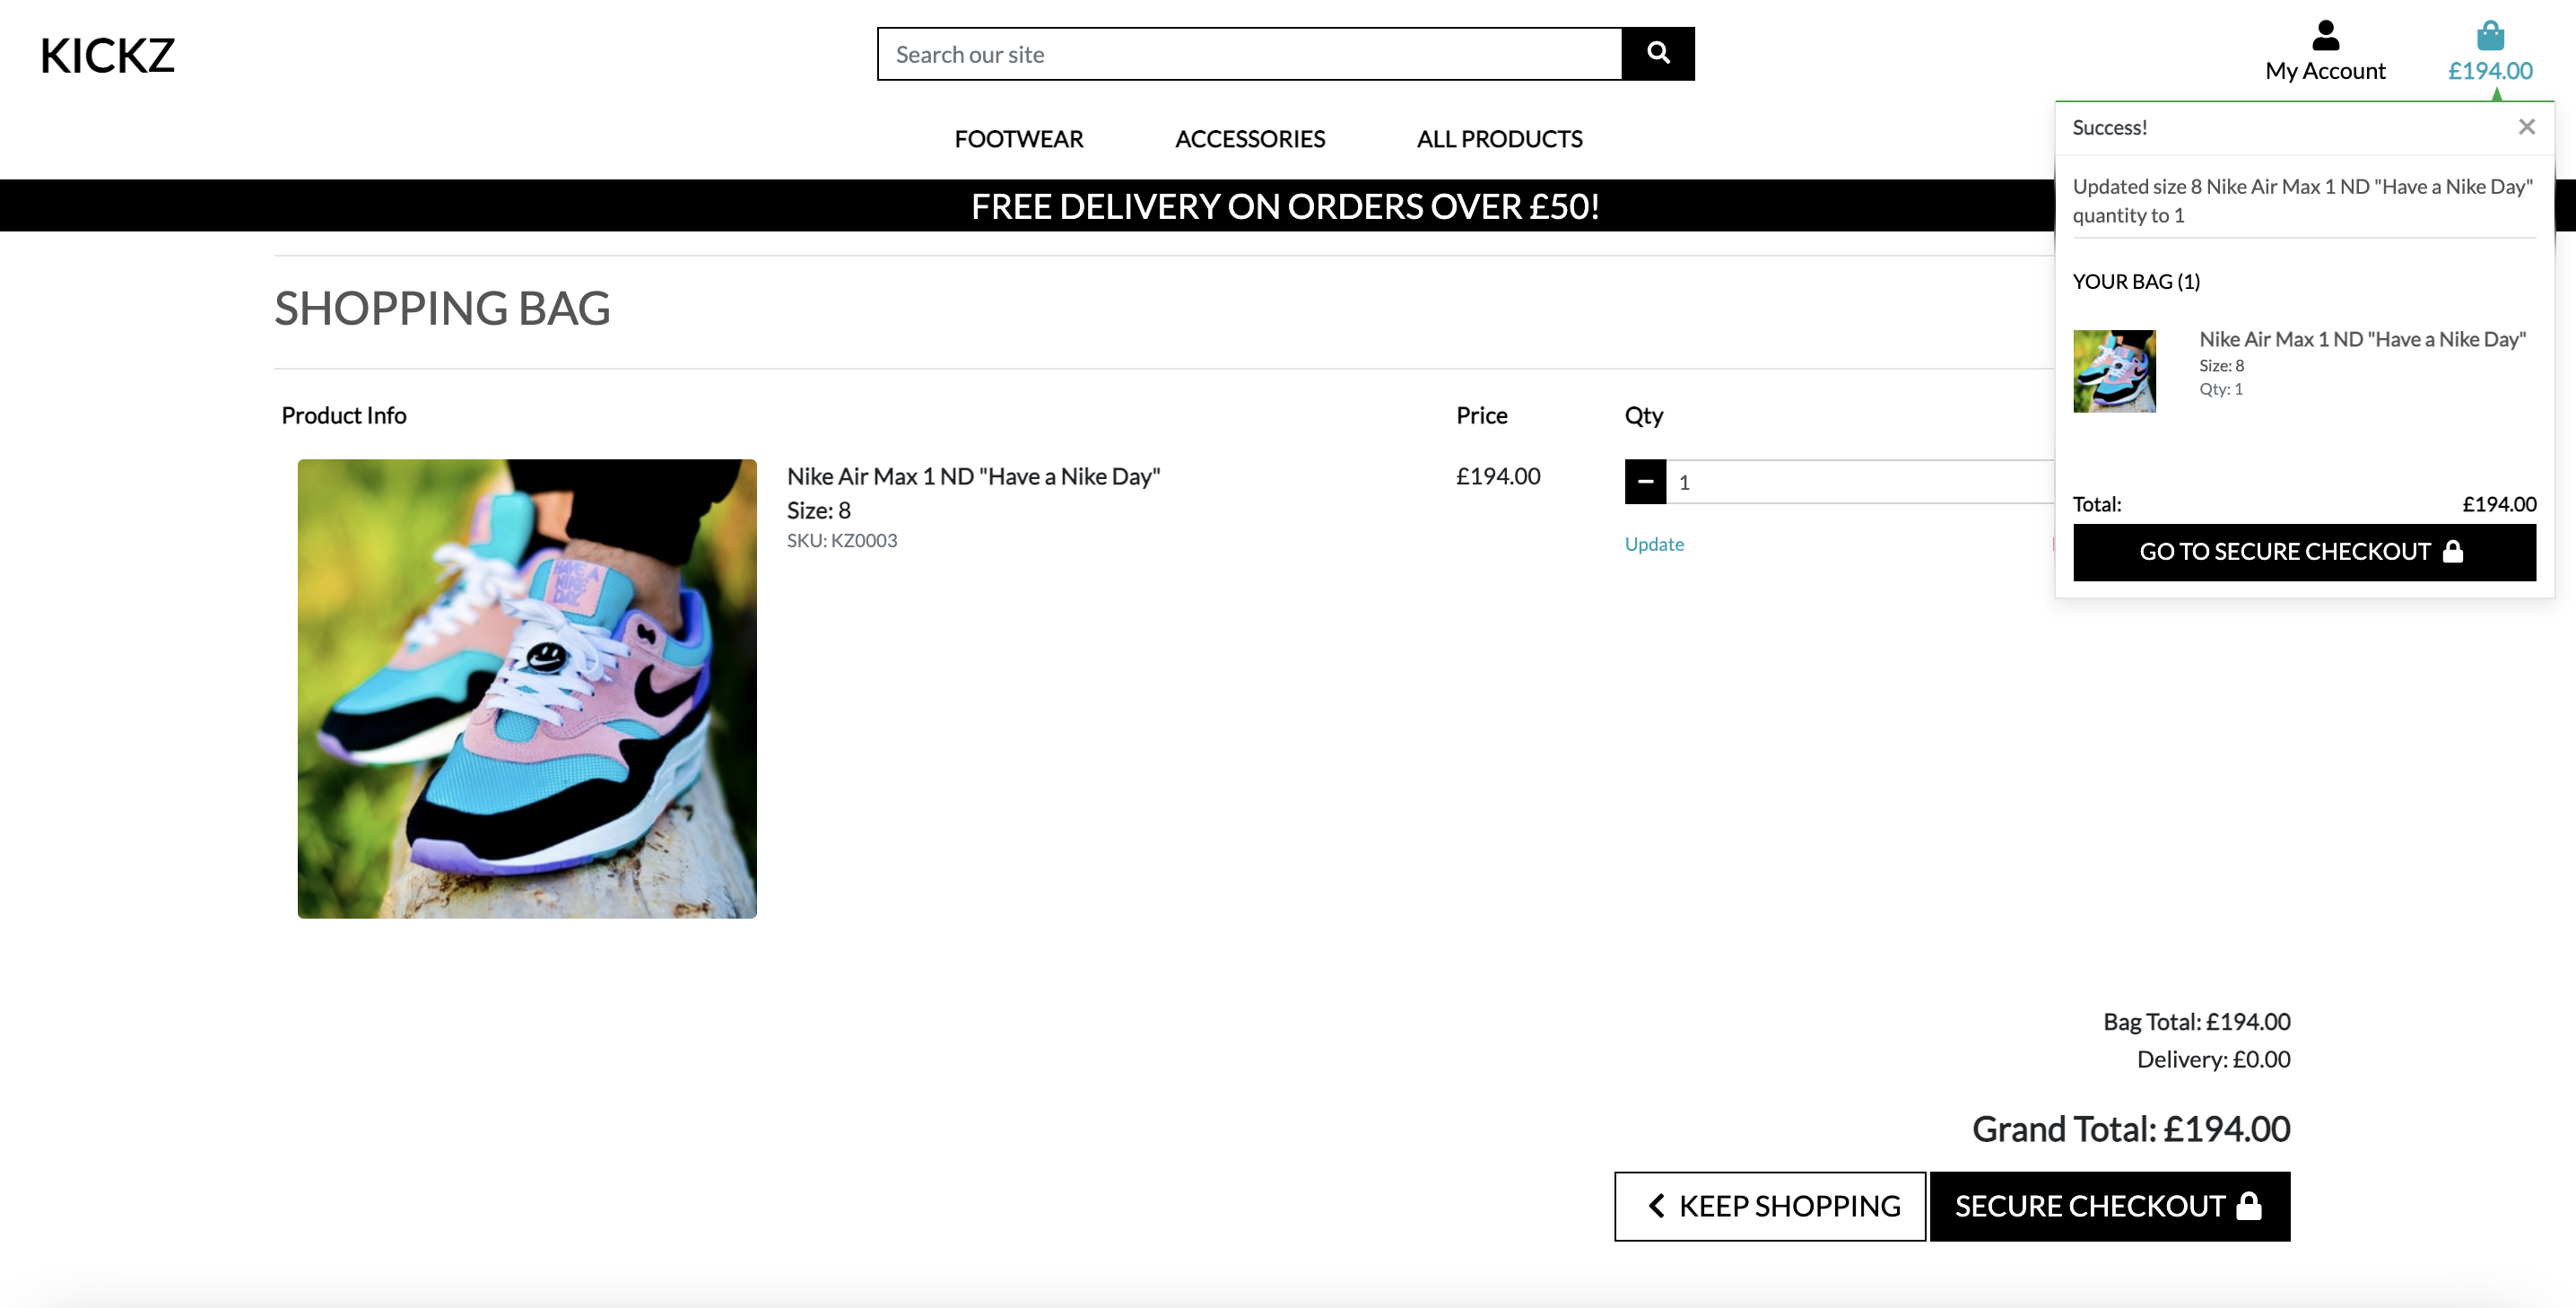 KICKZ
Search our site
My Account
£194.00
FOOTWEAR
ACCESSORIES
ALL PRODUCTS
FREE DELIVERY ON ORDERS OVER £50!
Success!
Updated size 8 Nike Air Max 1 ND "Have a Nike Day"
quantity to 1
YOUR BAG (1)
Nike Air Max 1 ND "Have a Nike Day"
Size: 8
Qty: 1
Total:
£194.00
GO TO SECURE CHECKOUT
SHOPPING BAG
Product Info
Price
Qty
HAVE A
NIKE
DAY
Nike Air Max 1 ND "Have a Nike Day"
Size: 8
SKU: KZ0003
£194.00
1
Update
Bag Total: £194.00
Delivery: £0.00
Grand Total: £194.00
KEEP SHOPPING
SECURE CHECKOUT